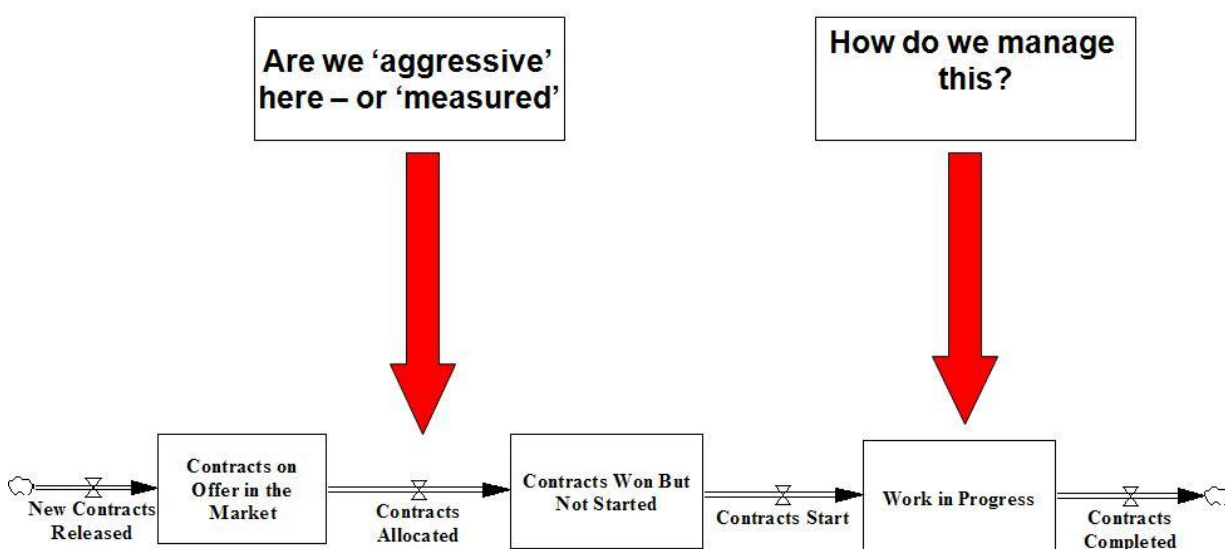 Are we ‘aggressive’
here – or ‘measured’
How do we manage
this?
Contracts on
Offer in the
Market
Contracts Won But
Not Started
Work in Progress
New Contracts
Released
Contracts
Allocated
Contracts Start
Contracts
Completed